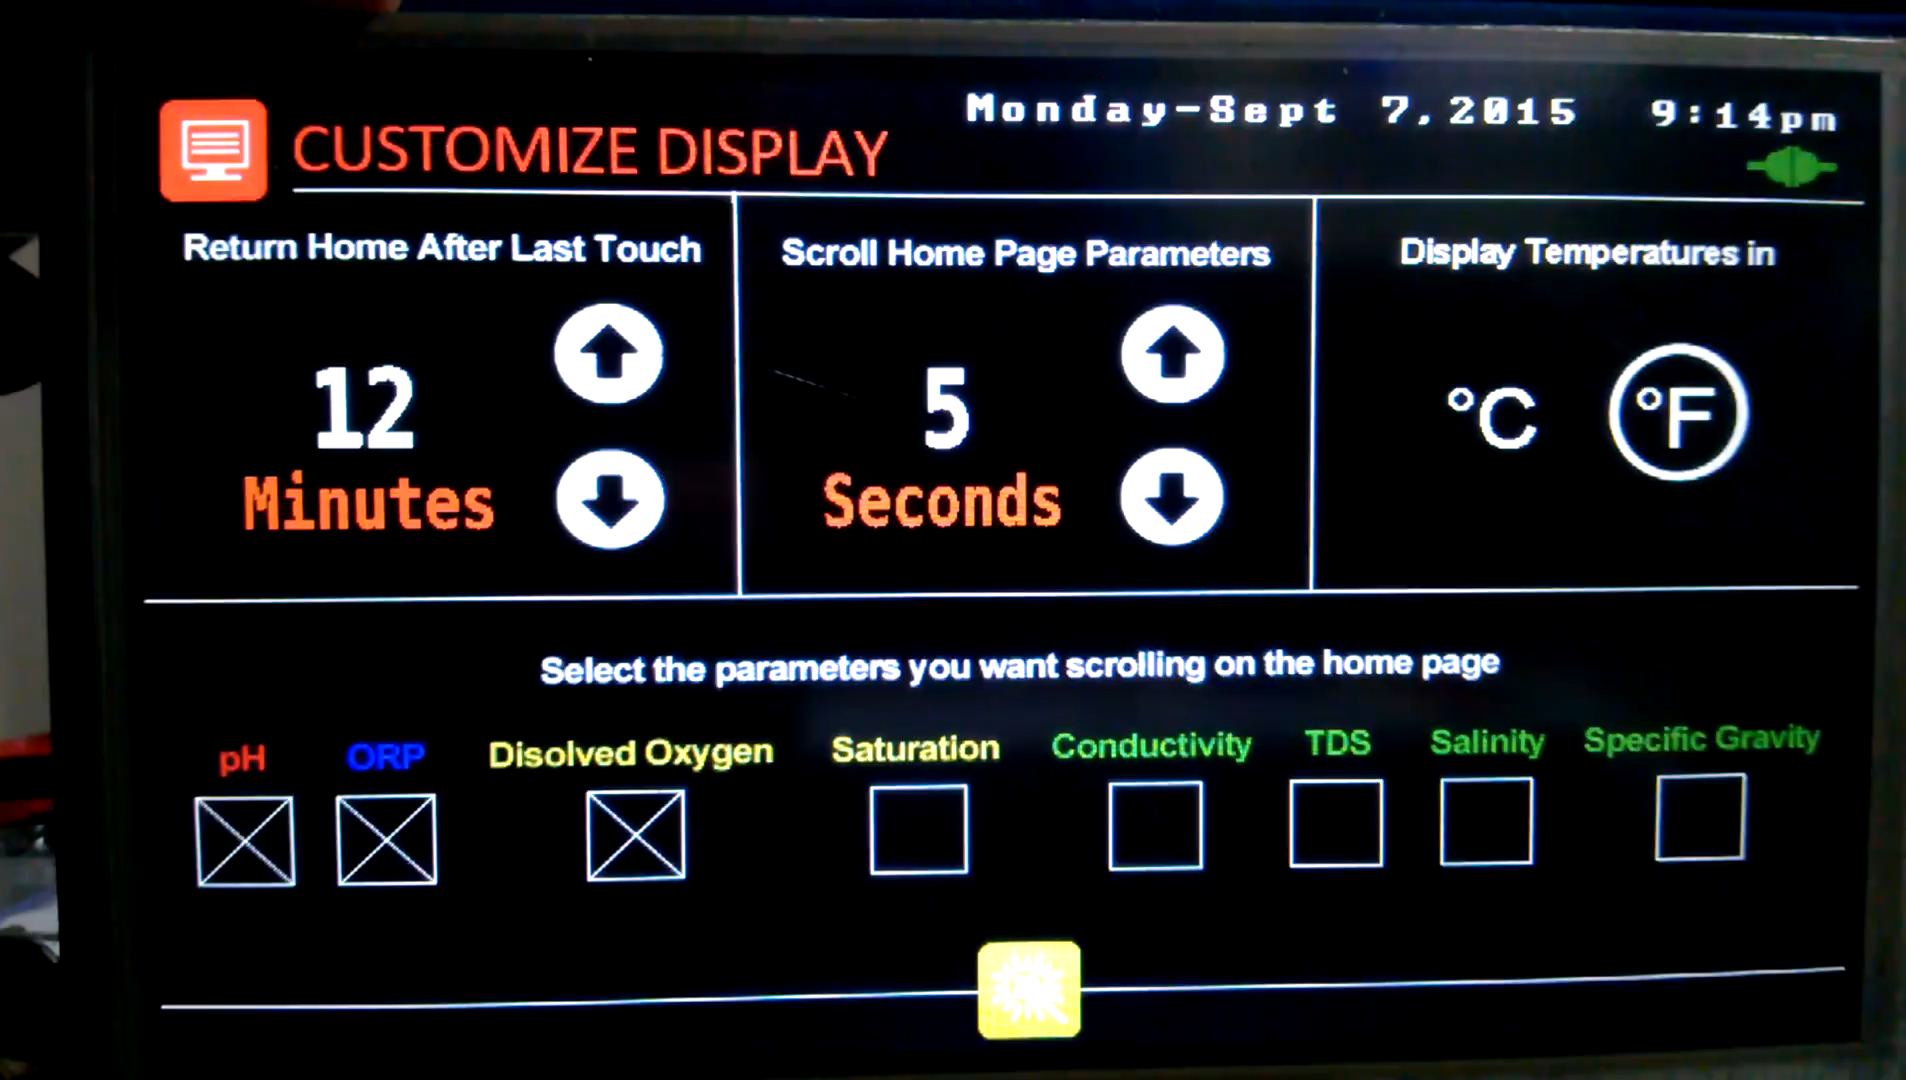 Monday-Sept 7,2015 9:14pm
CUSTOMIZE DISPLAY
Return Home After Last Touch
Scroll Home Page Parameters
Display Temperatures in
12
Minutes
5
Seconds
°C °F
Select the parameters you want scrolling on the home page
pH ORP Disolved Oxygen Saturation Conductivity TDS Salinity Specific Gravity